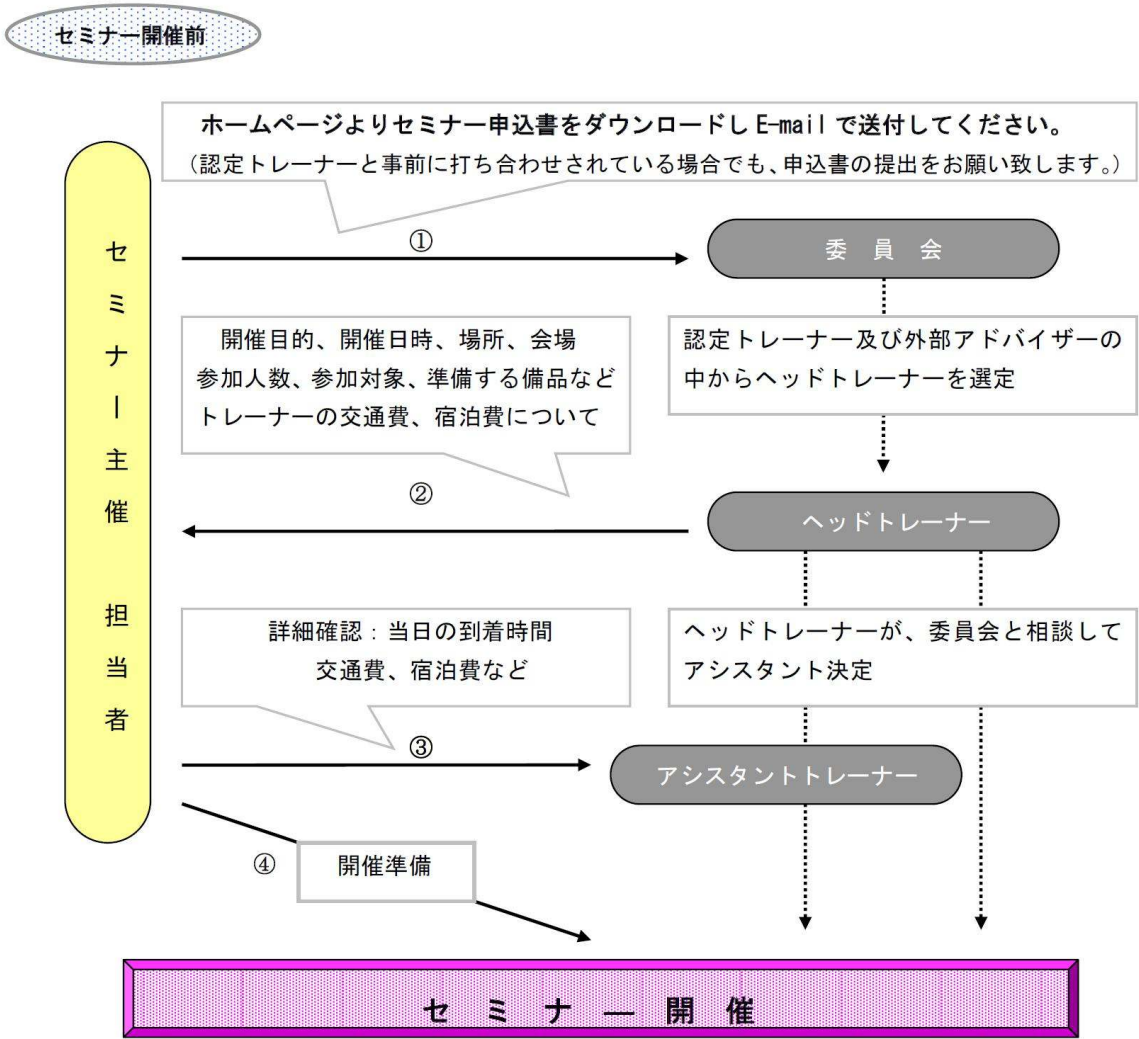 セミナー開催前
ホームページよりセミナー申込書をダウンロードしE-mailで送付してください。
(認定トレーナーと事前に打ち合わせされている場合でも、申込書の提出をお願い致します。)
セミナー主催 担当者
①
委員会
開催目的、開催日時、場所、会場
参加人数、参加対象、準備する備品など
トレーナーの交通費、宿泊費について
認定トレーナー及び外部アドバイザーの
中からヘッドトレーナーを選定
②
ヘッドトレーナー
詳細確認:当日の到着時間
交通費、宿泊費など
ヘッドトレーナーが、委員会と相談して
アシスタント決定
③
アシスタントトレーナー
④
開催準備
セミナ―開催